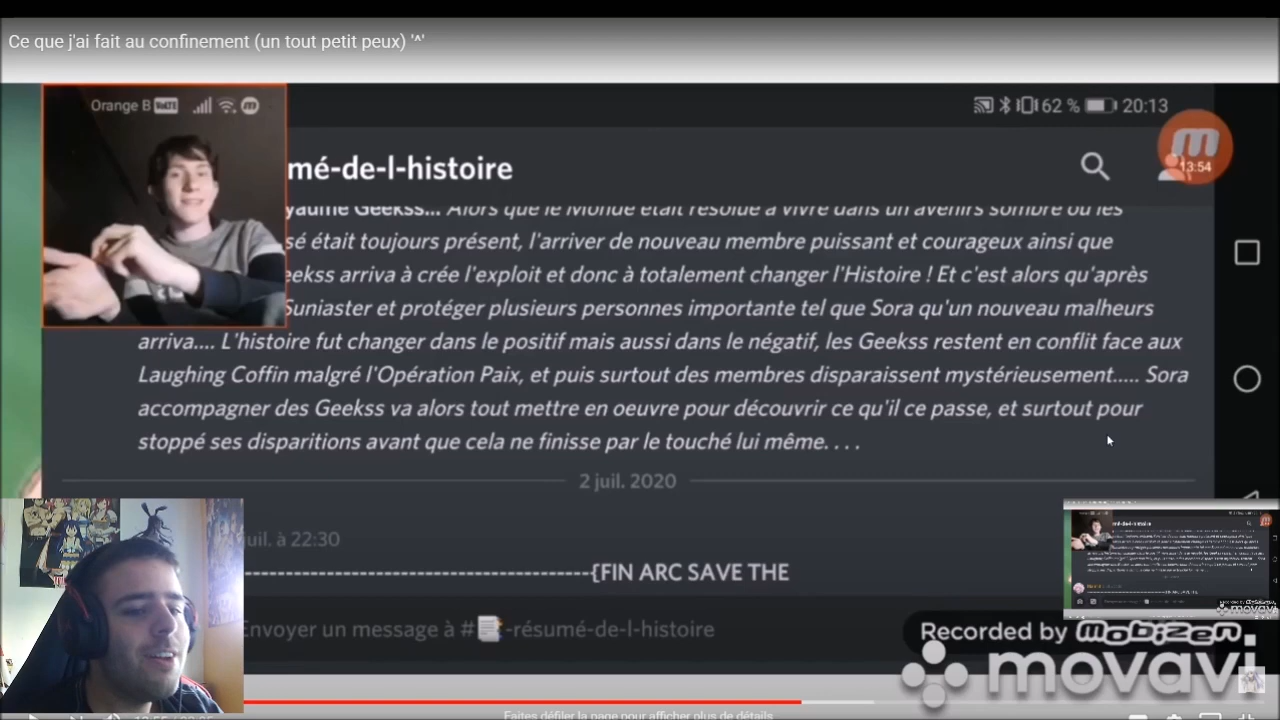 Ce que j'ai fait au confinement (un tout petit peux) '^'
Orange B VoLTE 62 % 20:13
13:54
mé-de-l-histoire
yaume Geekss... Alors que le Monde était résolue à vivre dans un avenirs sombre ou les
sé était toujours présent, l'arriver de nouveau membre puissant et courageux ainsi que
eekss arriva à crée l'exploit et donc à totalement changer l'Histoire ! Et c'est alors qu'après
Suniaster et protéger plusieurs personnes importante tel que Sora qu'un nouveau malheurs
arriva.... L'histoire fut changer dans le positif mais aussi dans le négatif, les Geekss restent en conflit face aux
Laughing Coffin malgré l'Opération Paix, et puis surtout des membres disparaissent mystérieusement..... Sora
accompagner des Geekss va alors tout mettre en oeuvre pour découvrir ce qu'il ce passe, et surtout pour
stoppé ses disparitions avant que cela ne finisse par le touché lui même. . . .
2 juil. 2020
uil. à 22:30
------------------------------------------{FIN ARC SAVE THE
Envoyer un message à # -résumé-de-l-histoire
Recorded by mobizen.
movavi
Faites défiler la page pour afficher plus de détails